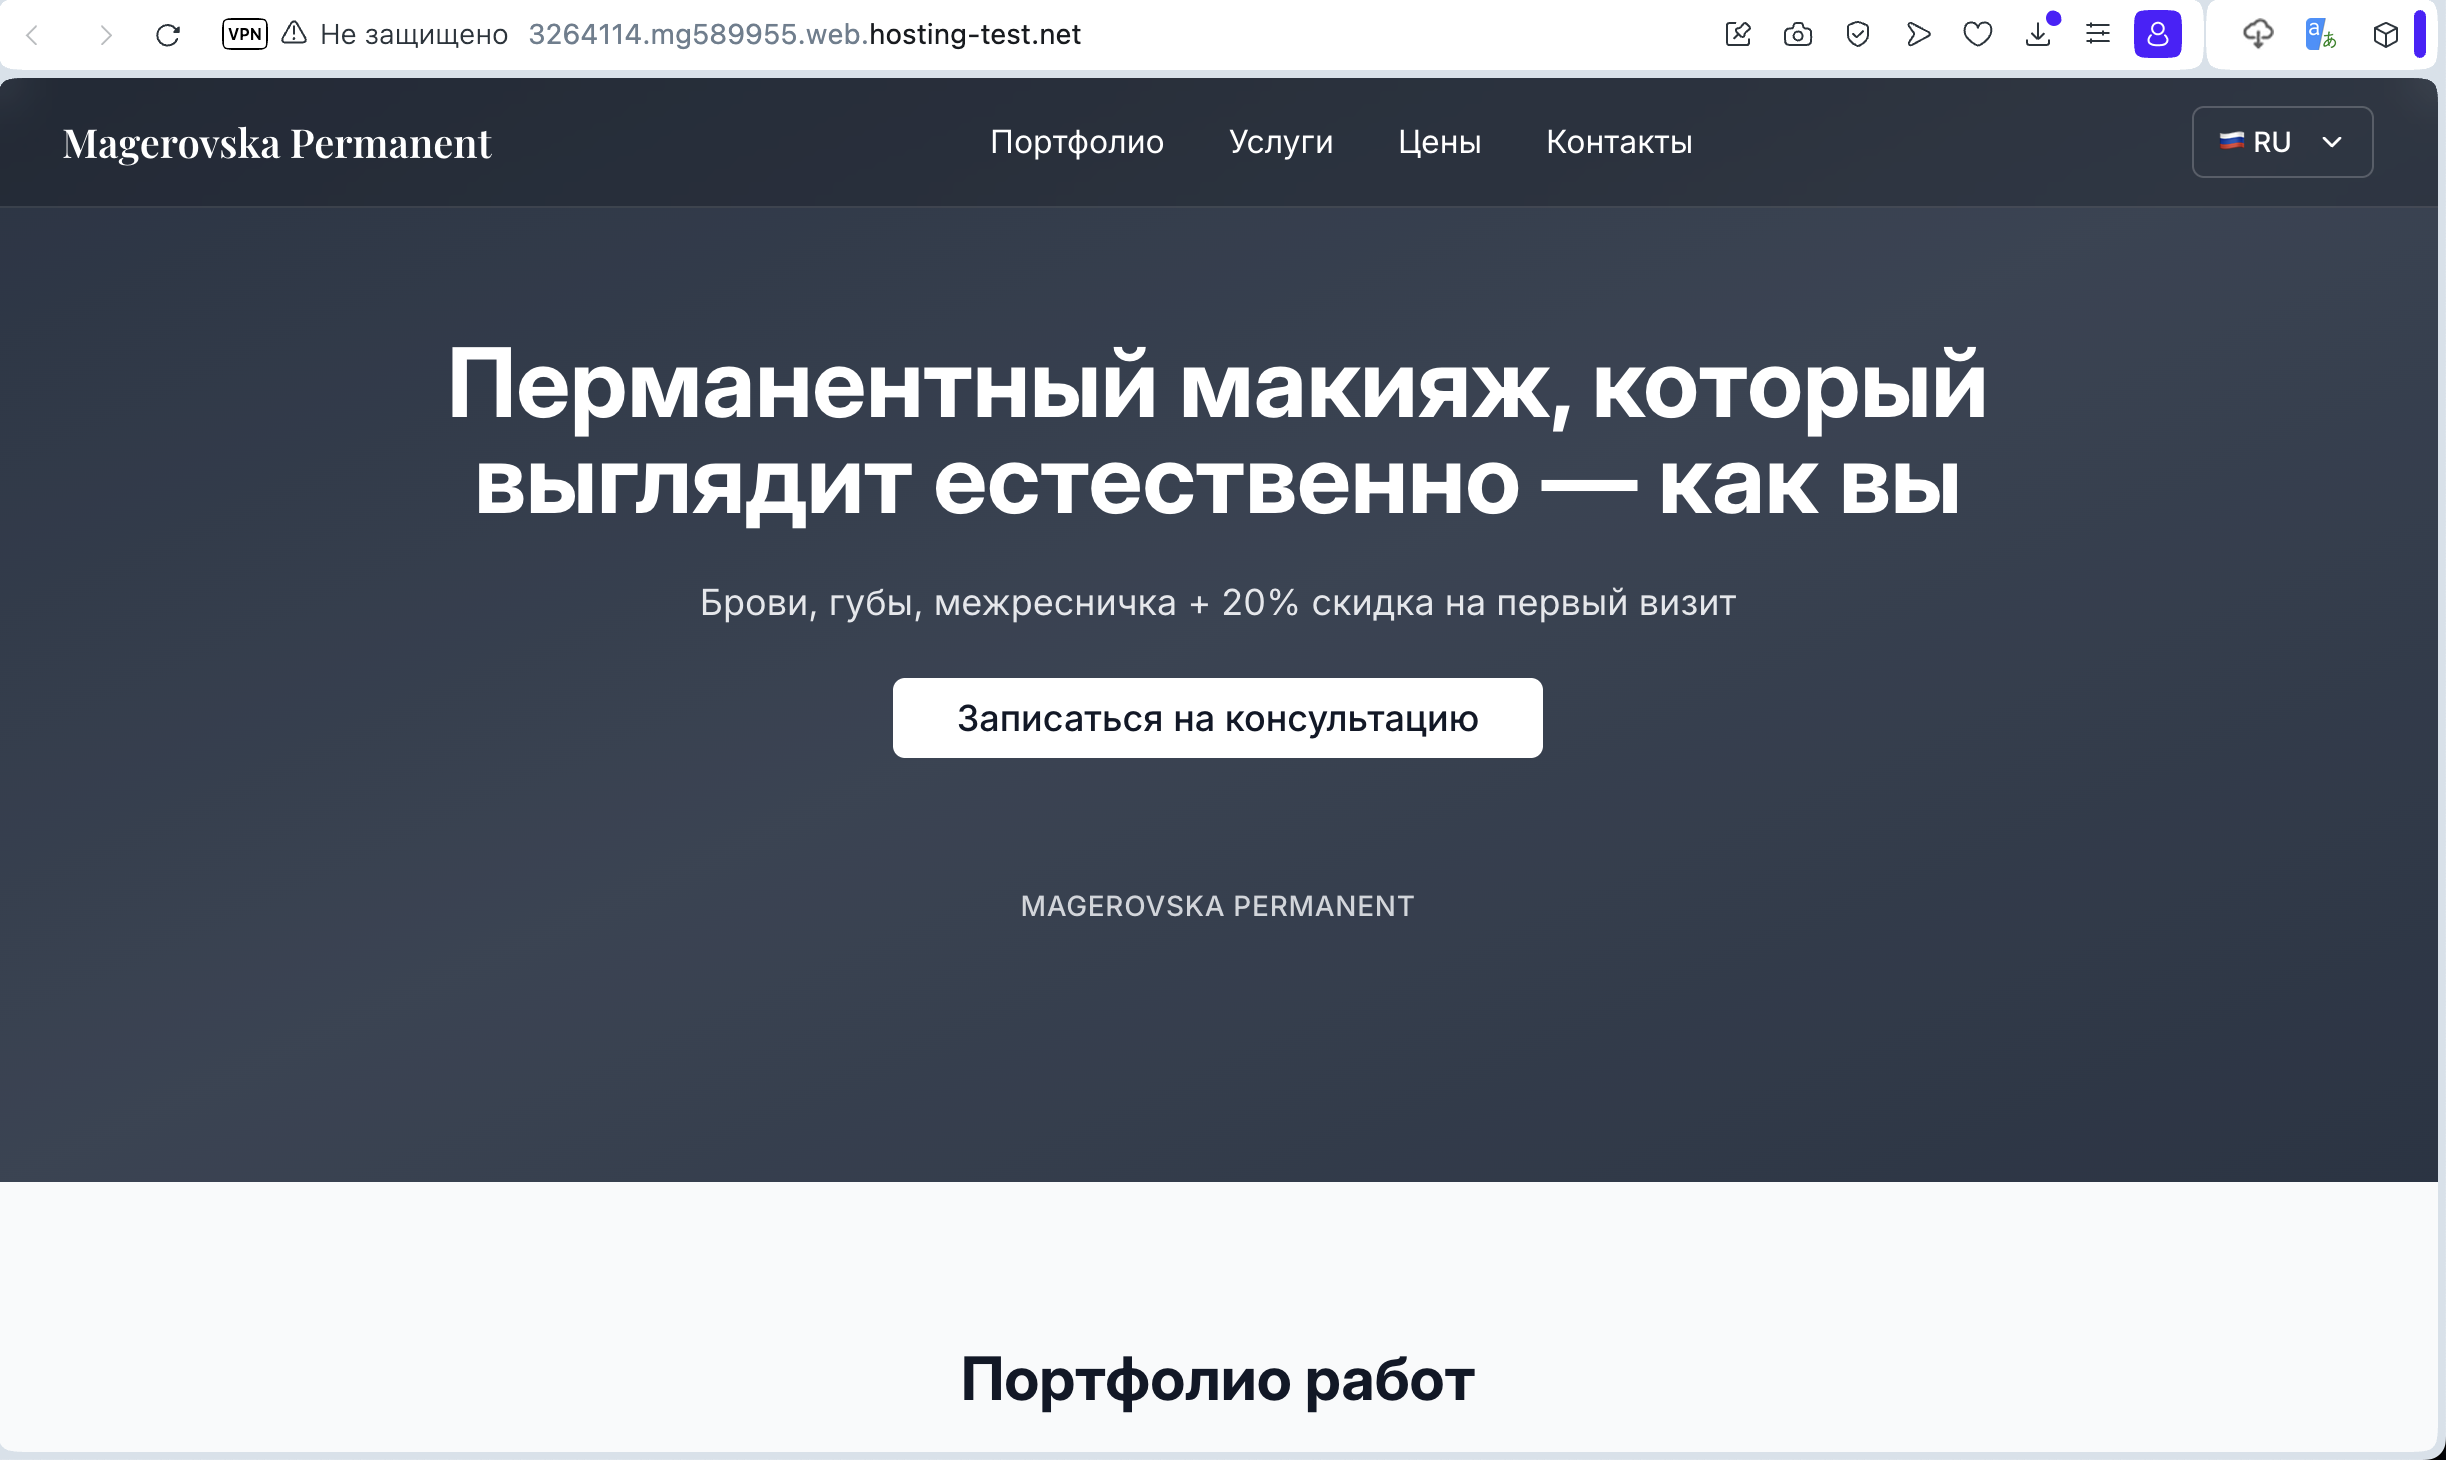 VPN
Не защищено 3264114.mg589955.web.hosting-test.net
Magerovska Permanent
Портфолио
Услуги
Цены
Контакты
RU
Перманентный макияж, который
выглядит естественно — как вы
Брови, губы, межресничка + 20% скидка на первый визит
Записаться на консультацию
MAGEROVSKA PERMANENT
Портфолио работ